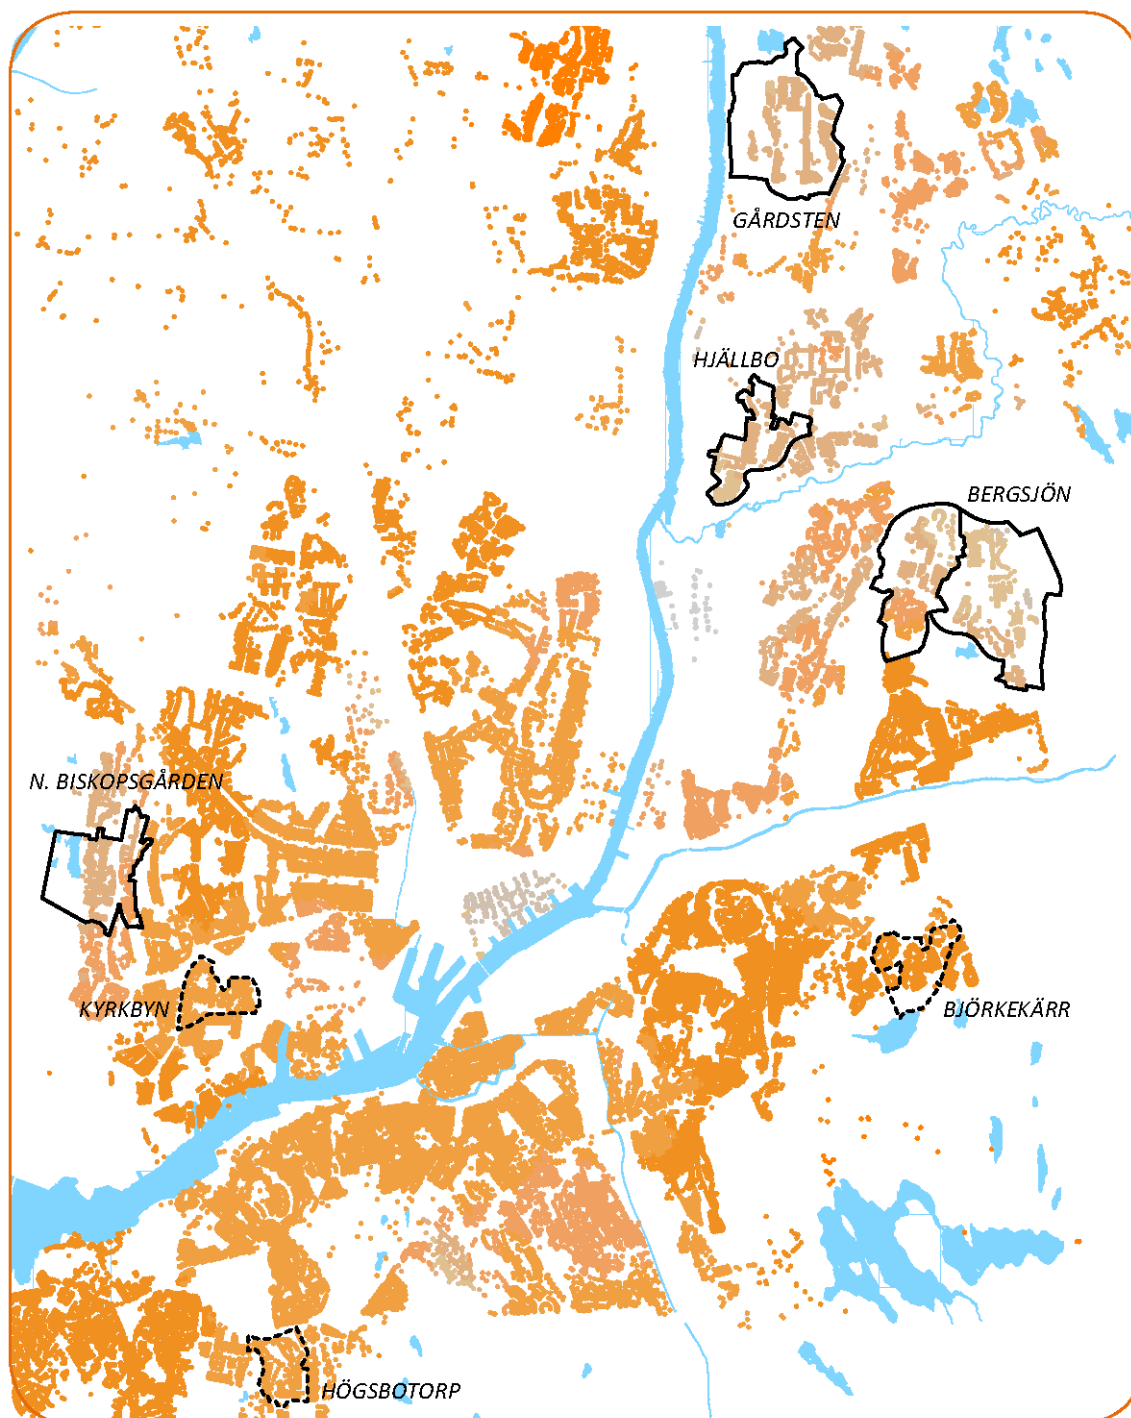 GÅRDSTEN
HJÄLLBO
BERGSJÖN
N. BISKOPSGÅRDEN
KYRKBYN
BJÖRKEKÄRR
HÖGSBOTORP